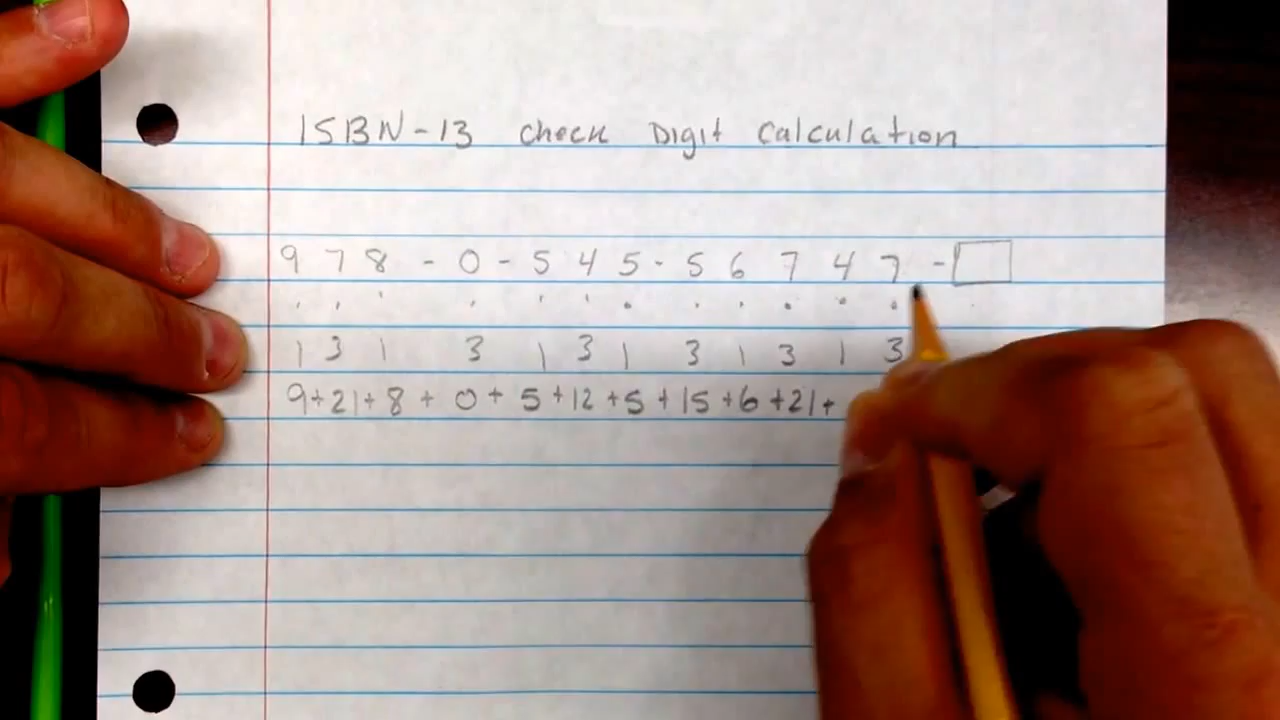 ISBN-13 Check Digit Calculation
978-0-545-56747-
· · · · · · · · · · · ·
1 3 1 3 1 3 1 3 1 3 1 3
9+21+8+0+5+12+5+15+6+21+